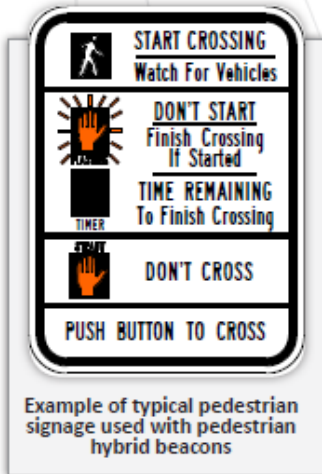 START CROSSING
Watch For Vehicles
DON'T START
Finish Crossing
If Started
TIME REMAINING
To Finish Crossing
TIMER
DON'T CROSS
PUSH BUTTON TO CROSS
Example of typical pedestrian
signage used with pedestrian
hybrid beacons